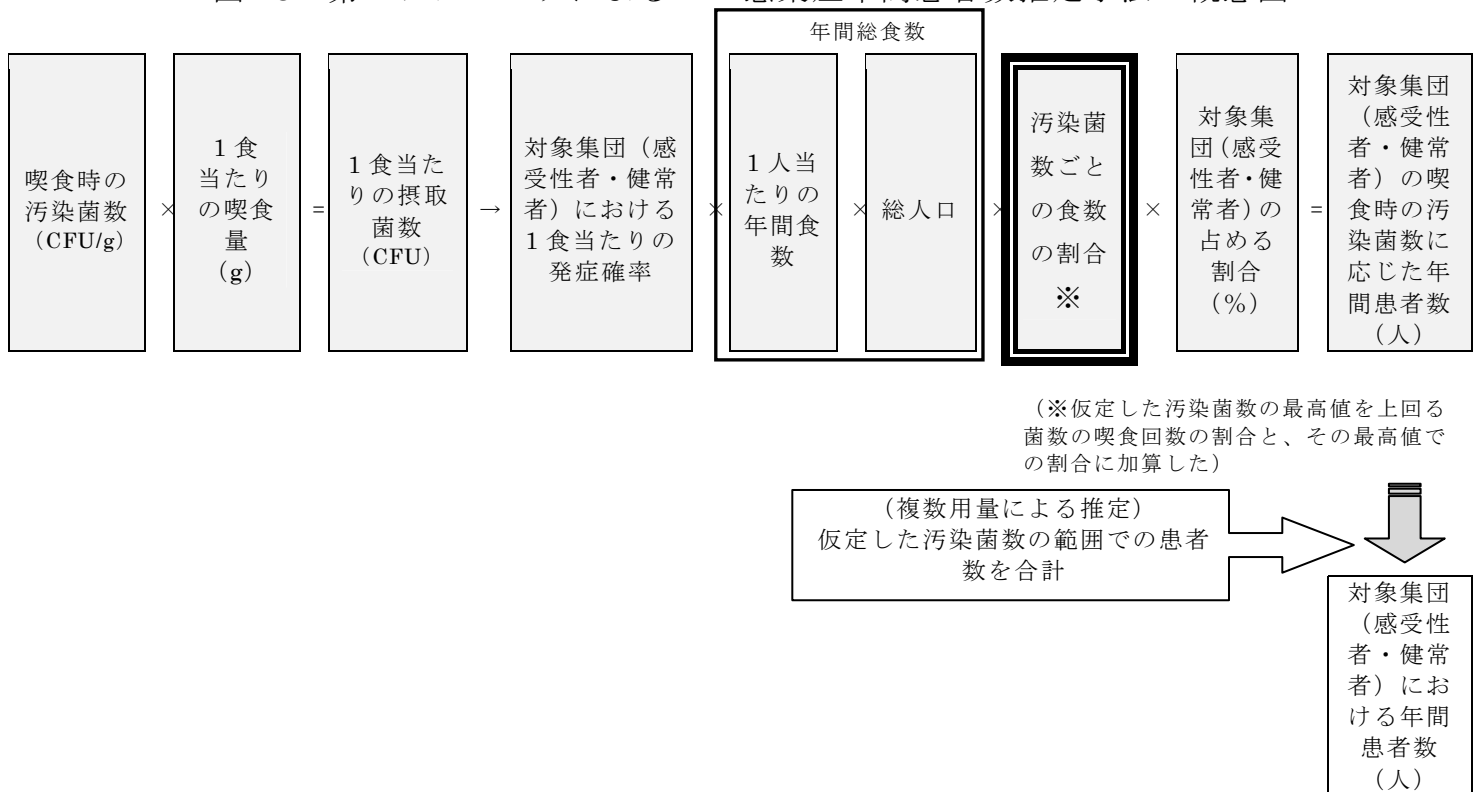 年間総食数
喫食時の
汚染菌数
（CFU/g）
×
1食
当たり
の喫食
量
(g)
=
1食当た
りの摂取
菌数
(CFU)
→
対象集団（感
受性者・健常
者）における
1食当たりの
発症確率
×
1人当
たりの
年間食
数
×
総人口
×
汚染菌
数ごと
の食数
の割合
※
×
対象集
団（感受
性者・健
常者）の
占める
割合
（%）
=
対象集団
（感受性
者・健常
者）の喫
食時の汚
染菌数に
応じた年
間患者数
（人）
（※仮定した汚染菌数の最高値を上回る
菌数の喫食回数の割合と、その最高値で
の割合に加算した）
（複数用量による推定）
仮定した汚染菌数の範囲での患者
数を合計
対象集団
（感受性
者・健常
者）にお
ける年間
患者数
（人）